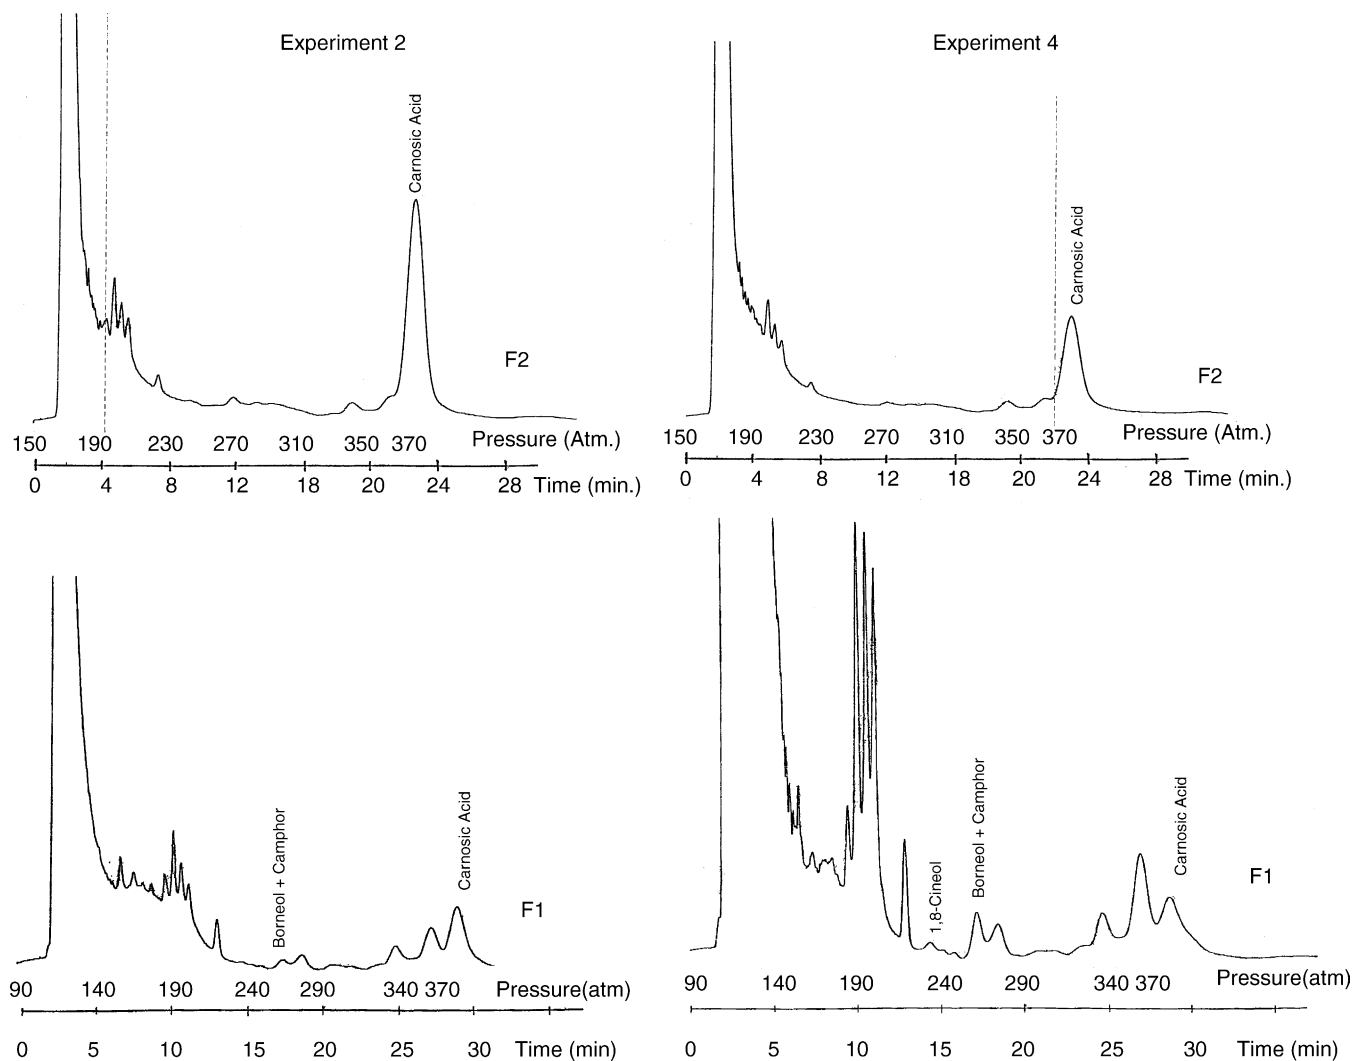 Experiment 2
Carnosic Acid
F2
150 190 230 270 310 350 370 Pressure (Atm.)
0 4 8 12 18 20 24 28 Time (min.)
Experiment 4
Carnosic Acid
F2
150 190 230 270 310 350 370 Pressure (Atm.)
0 4 8 12 18 20 24 28 Time (min.)
Borneol + Camphor
Carnosic Acid
F1
90 140 190 240 290 340 370 Pressure(atm)
0 5 10 15 20 26 30 Time (min)
1,8-Cineol
Borneol + Camphor
Carnosic Acid
F1
90 140 190 240 290 340 370 Pressure(atm)
0 5 10 15 20 26 30 Time (min)